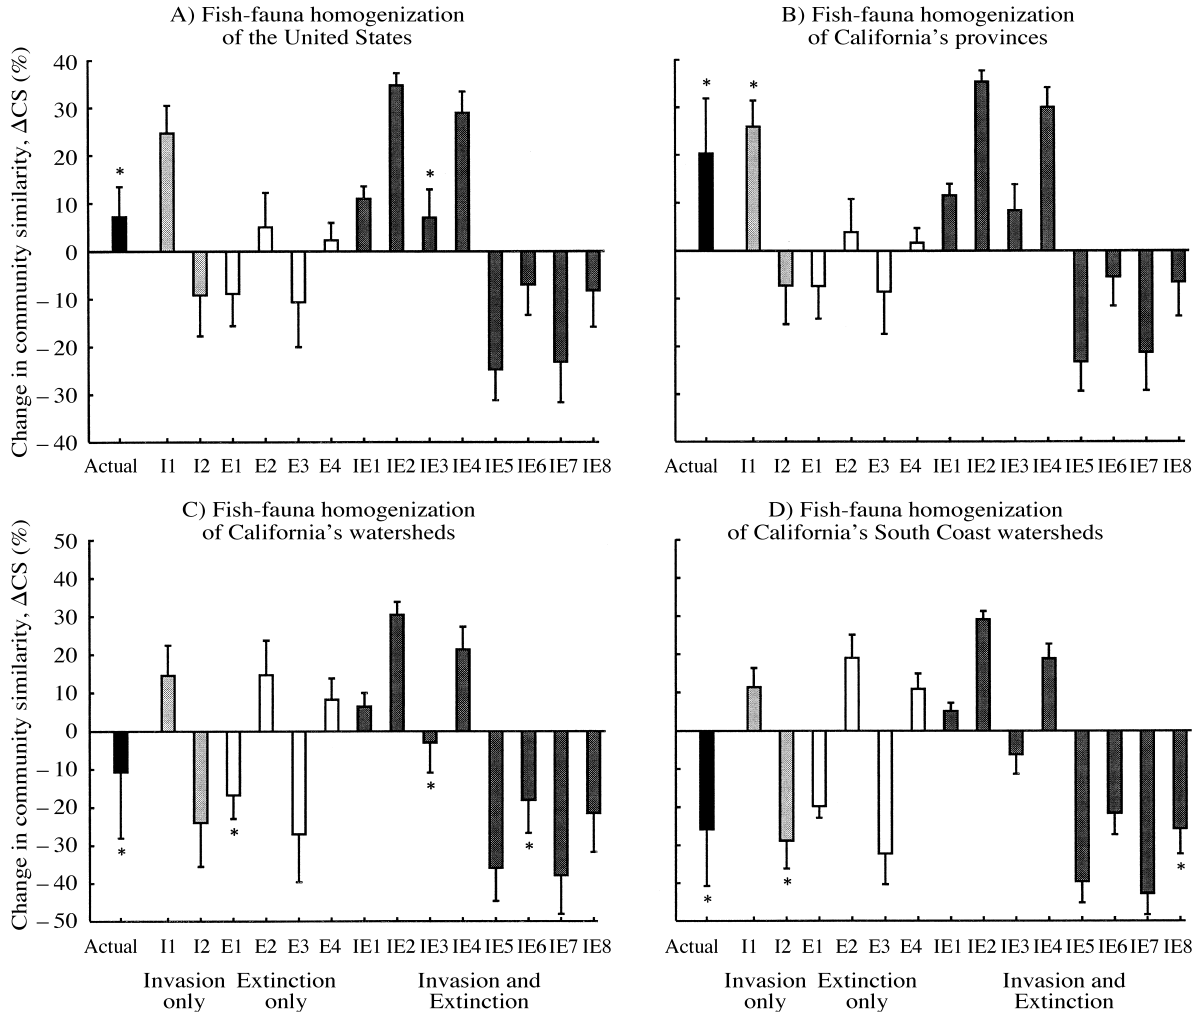 A) Fish-fauna homogenization
of the United States
B) Fish-fauna homogenization
of California's provinces
Change in community similarity, ΔCS (%)
40
30
20
10
0
– 10
– 20
– 30
– 40
*
*
*
*
Actual I1 I2 E1 E2 E3 E4 IE1 IE2 IE3 IE4 IE5 IE6 IE7 IE8
Actual I1 I2 E1 E2 E3 E4 IE1 IE2 IE3 IE4 IE5 IE6 IE7 IE8
C) Fish-fauna homogenization
of California's watersheds
D) Fish-fauna homogenization
of California's South Coast watersheds
Change in community similarity, ΔCS (%)
50
40
30
20
10
0
– 10
– 20
– 30
– 40
– 50
*
*
*
*
*
*
*
Actual I1 I2 E1 E2 E3 E4 IE1 IE2 IE3 IE4 IE5 IE6 IE7 IE8
Actual I1 I2 E1 E2 E3 E4 IE1 IE2 IE3 IE4 IE5 IE6 IE7 IE8
Invasion only
Extinction only
Invasion and Extinction
Invasion only
Extinction only
Invasion and Extinction